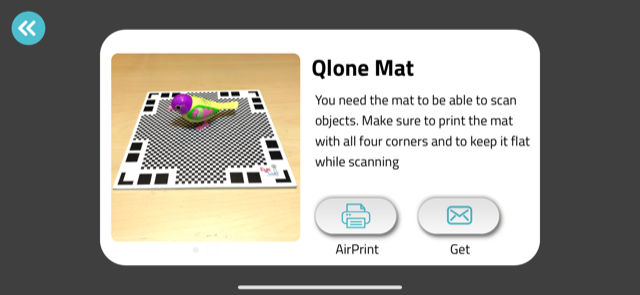 Qlone Mat
You need the mat to be able to scan
objects. Make sure to print the mat
with all four corners and to keep it flat
while scanning
AirPrint
Get